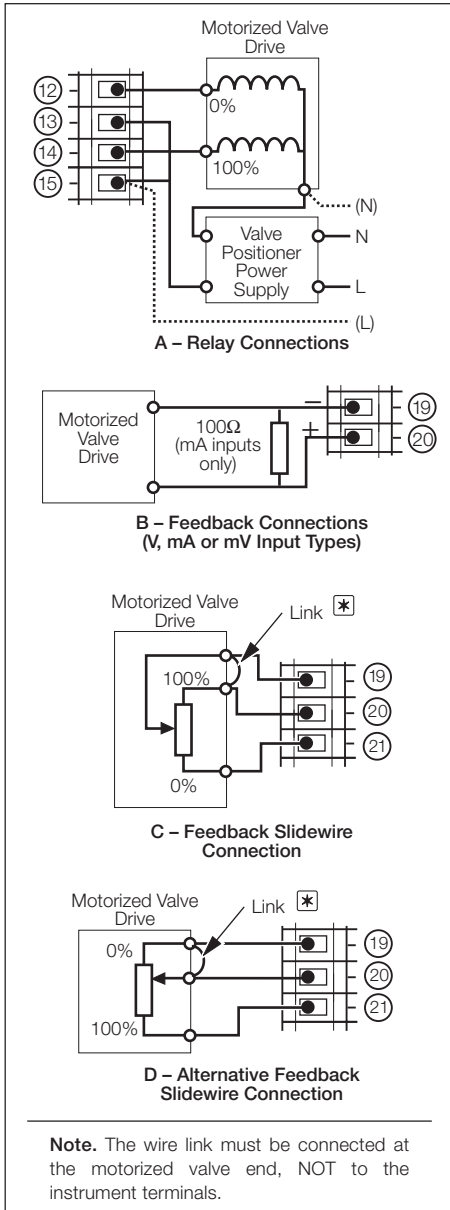 Motorized Valve
Drive
12
13
14
15
0%
100%
(N)
Valve
Positioner
Power
Supply
N
L
(L)
A – Relay Connections
Motorized
Valve
Drive
100Ω
(mA inputs
only)
–
+
19
20
B – Feedback Connections
(V, mA or mV Input Types)
Motorized Valve
Drive
Link *
100%
0%
19
20
21
C – Feedback Slidewire
Connection
Motorized Valve
Drive
Link *
0%
100%
19
20
21
D – Alternative Feedback
Slidewire Connection
Note. The wire link must be connected at
the motorized valve end, NOT to the
instrument terminals.